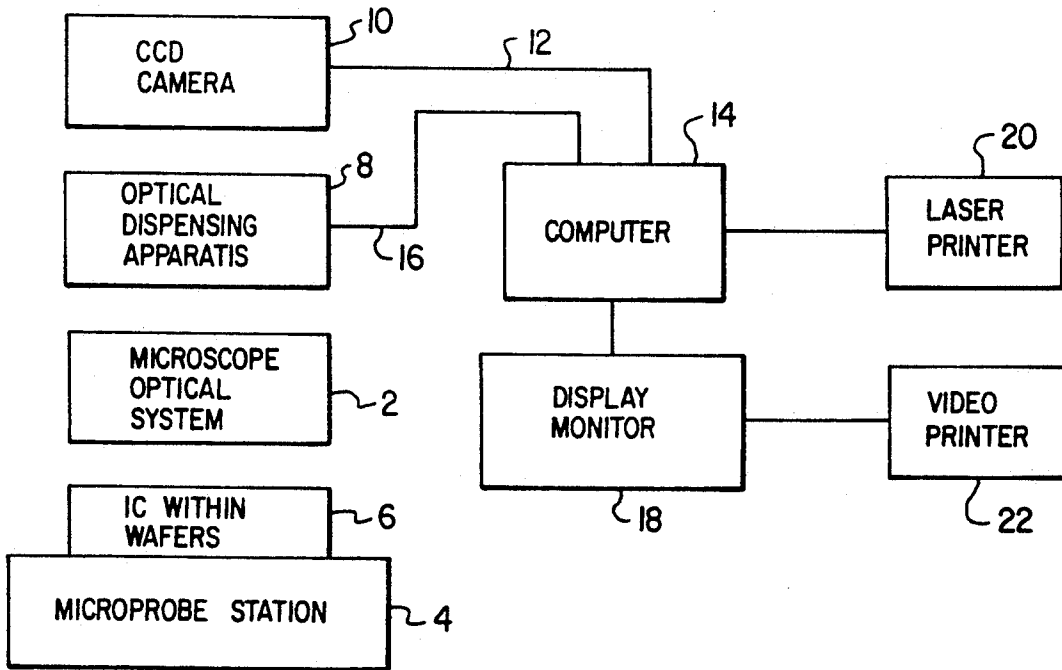 CCD
CAMERA
10
12
OPTICAL
DISPENSING
APPARATIS
8
16
14
COMPUTER
20
LASER
PRINTER
MICROSCOPE
OPTICAL
SYSTEM
2
DISPLAY
MONITOR
18
VIDEO
PRINTER
22
IC WITHIN
WAFERS
6
MICROPROBE STATION
4